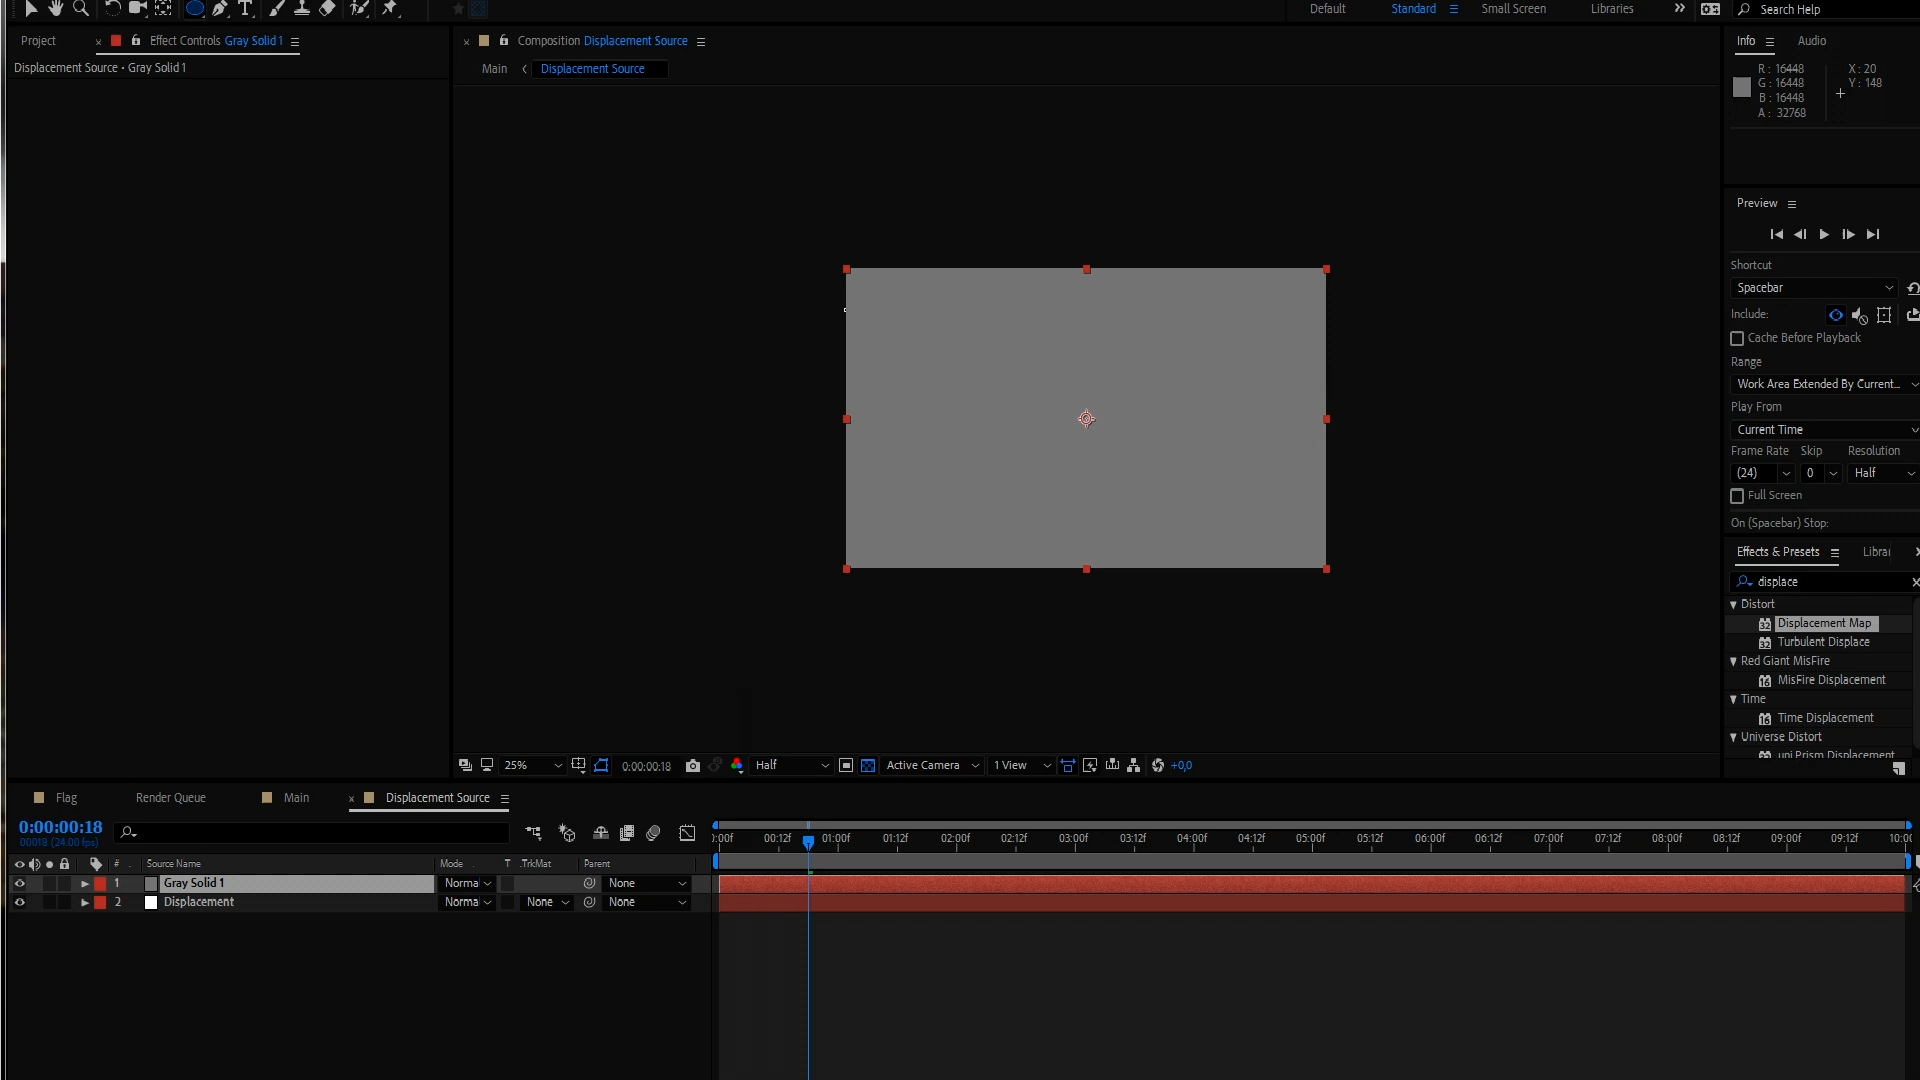 Default
Standard
Small Screen
Libraries
Search Help
Project
Effect Controls Gray Solid 1
Displacement Source • Gray Solid 1
Composition Displacement Source
Main
Displacement Source
Info
Audio
R: 16448
G: 16448
B: 16448
A: 32768
X: 20
Y: 148
Preview
Shortcut
Spacebar
Include:
Cache Before Playback
Range
Work Area Extended By Current...
Play From
Current Time
Frame Rate Skip Resolution
(24) 0 Half
Full Screen
On (Spacebar) Stop:
Effects & Presets
Librai
displace
Distort
Displacement Map
Turbulent Displace
Red Giant MisFire
MisFire Displacement
Time
Time Displacement
Universe Distort
uni.Prism Displacement
25%
0:00:00:18
Half
Active Camera
1 View
+0,0
Flag
Render Queue
Main
Displacement Source
0:00:00:18
00018 (24.00 fps)
:00f 00:12f 01:00f 01:12f 02:00f 02:12f 03:00f 03:12f 04:00f 04:12f 05:00f 05:12f 06:00f 06:12f 07:00f 07:12f 08:00f 08:12f 09:00f 09:12f 10:00
# Source Name Mode T .TrkMat Parent
1 Gray Solid 1 Norma None
2 Displacement Norma None None